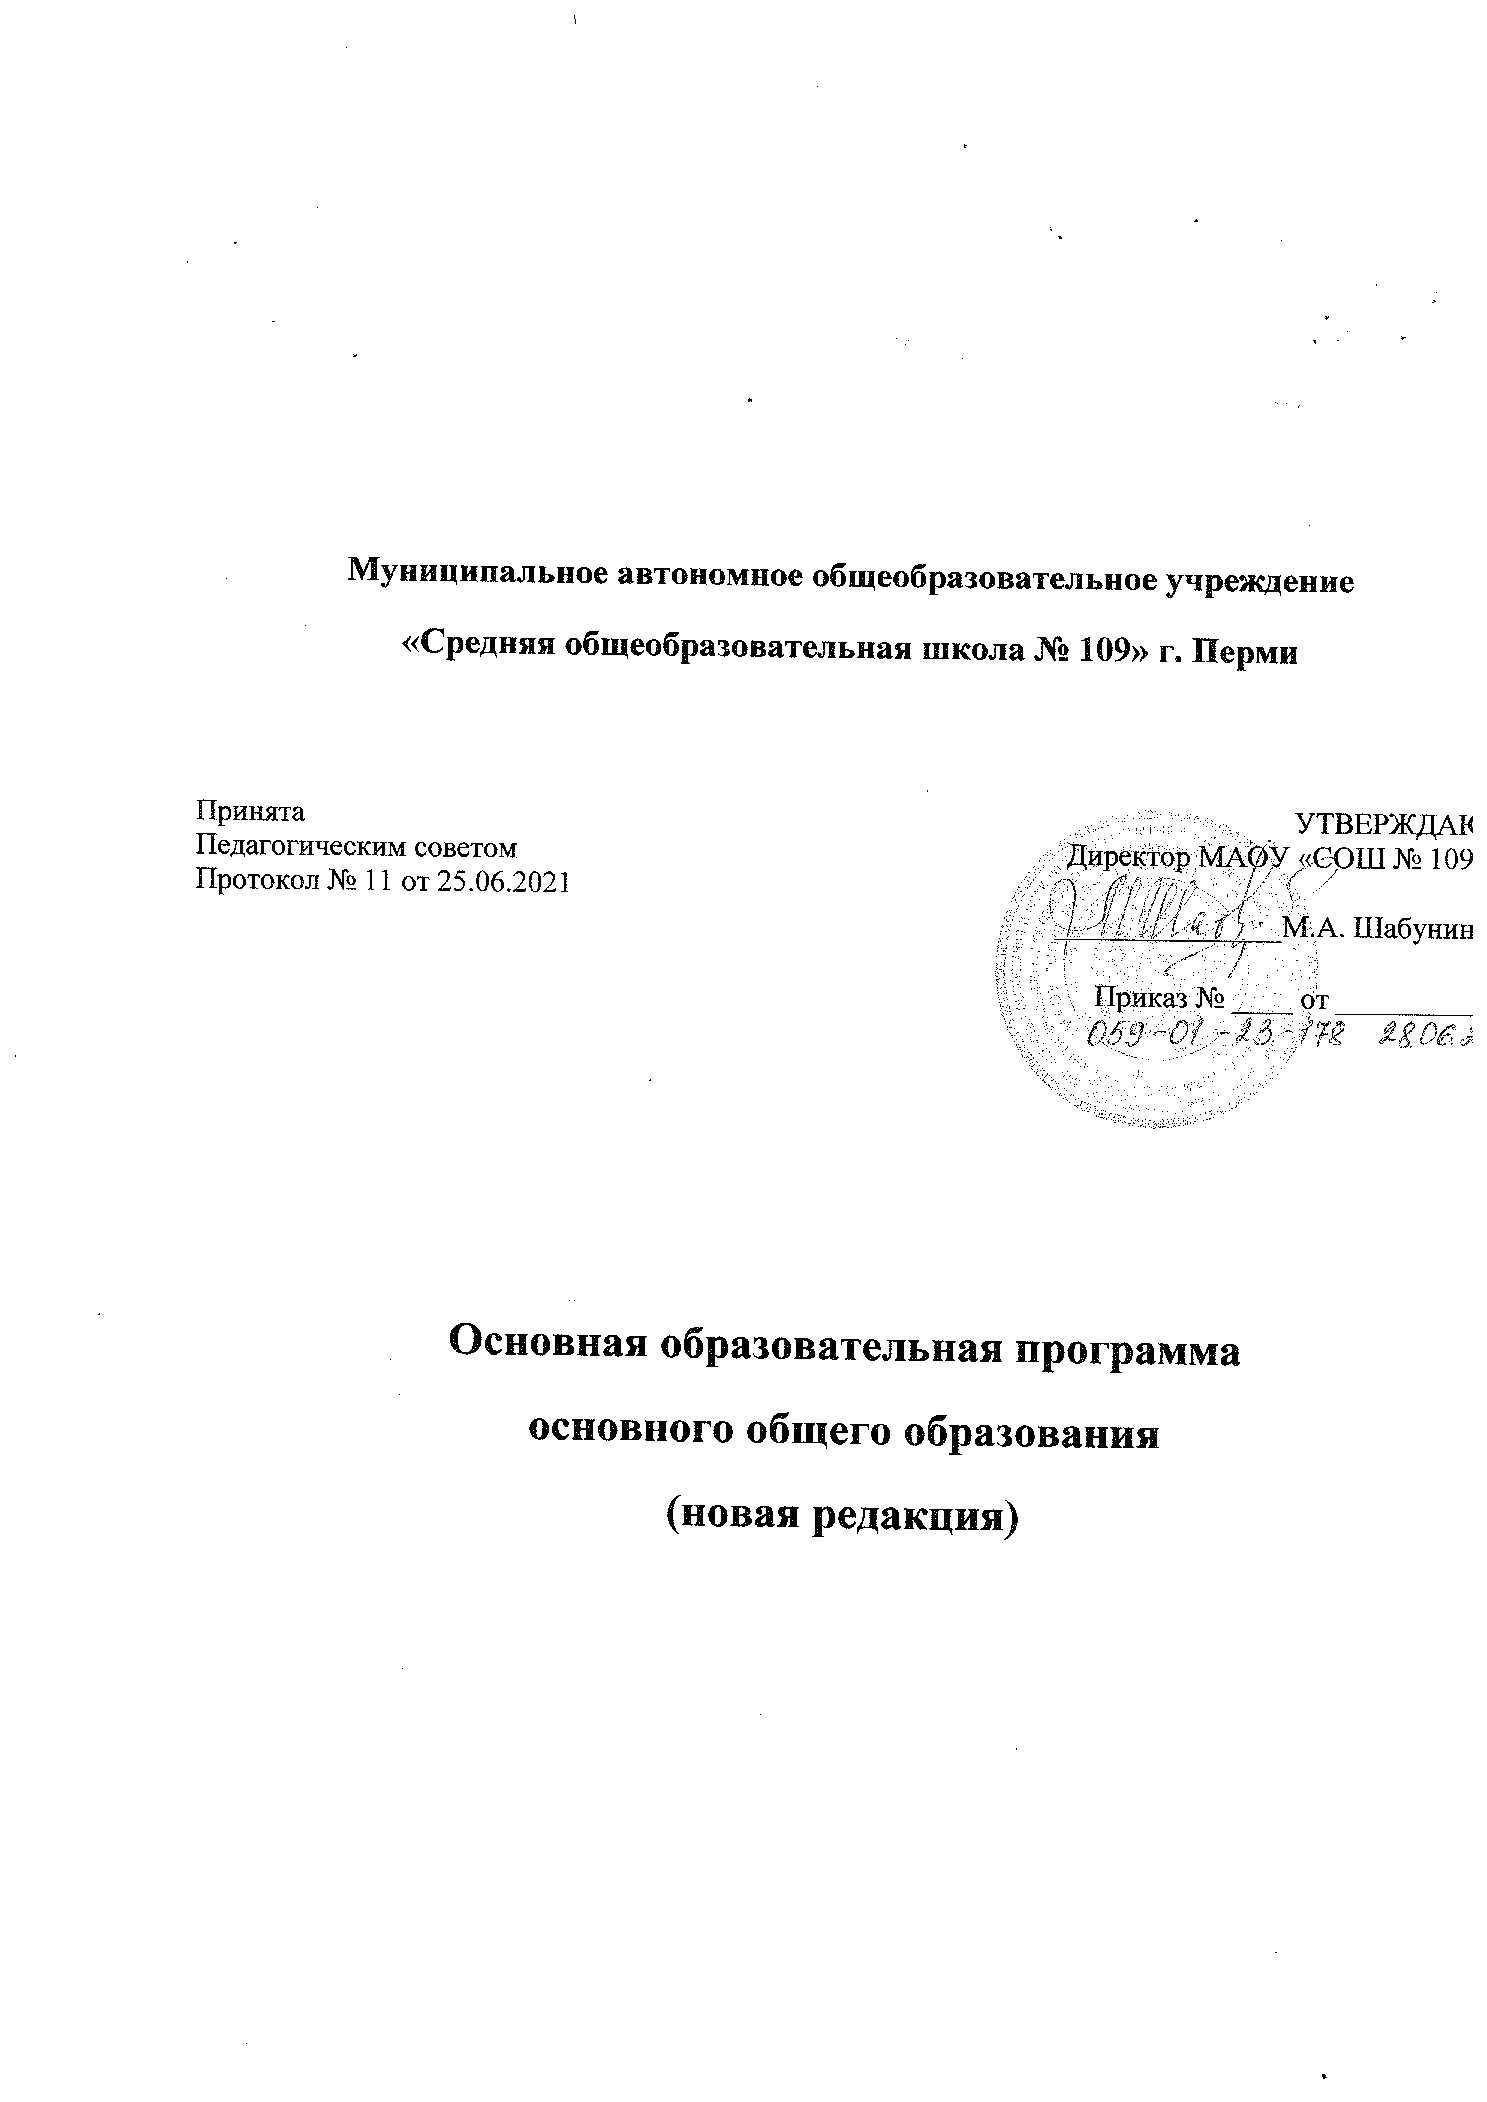 Муниципальное автономное общеобразовательное учреждение
«Средняя общеобразовательная школа № 109» г. Перми
Принята
Педагогическим советом
Протокол № 11 от 25.06.2021
УТВЕРЖДАЮ
Директор МАОУ «СОШ № 109
М.А. Шабунин
Приказ № ____ от
059-01-23-178 28.06.2
Основная образовательная программа
основного общего образования
(новая редакция)